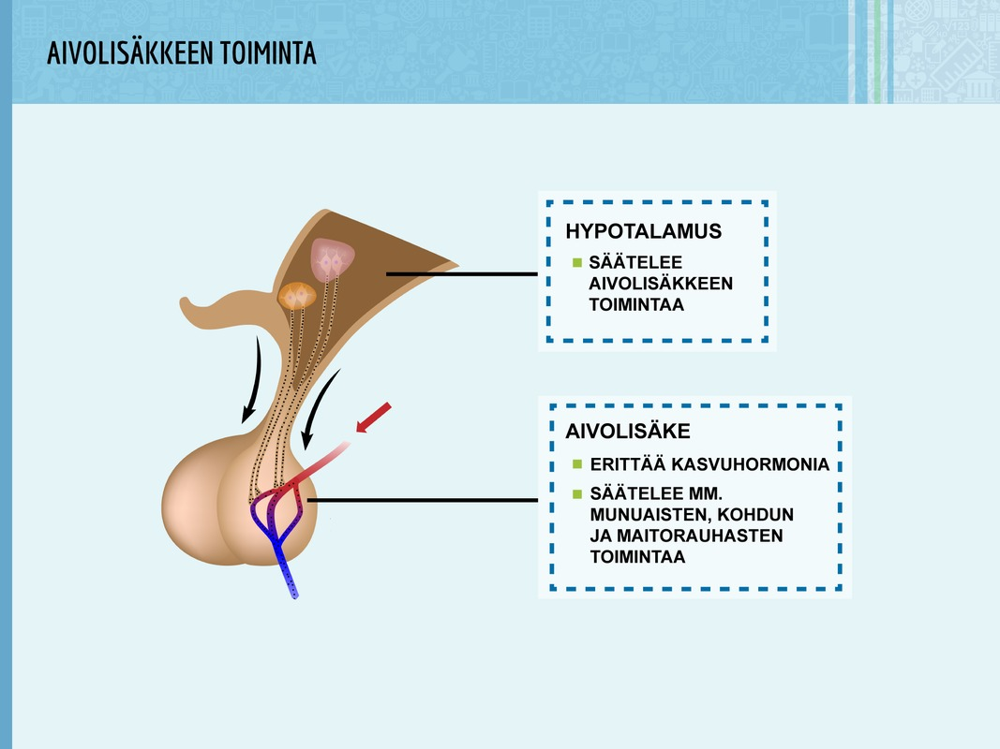 AIVOLISÄKKEEN TOIMINTA
HYPOTALAMUS
SÄÄTELEE
AIVOLISÄKKEEN
TOIMINTAA
AIVOLISÄKE
ERITTÄÄ KASVUHORMONIA
SÄÄTELEE MM.
MUNUAISTEN, KOHDUN
JA MAITORAUHASTEN
TOIMINTAA